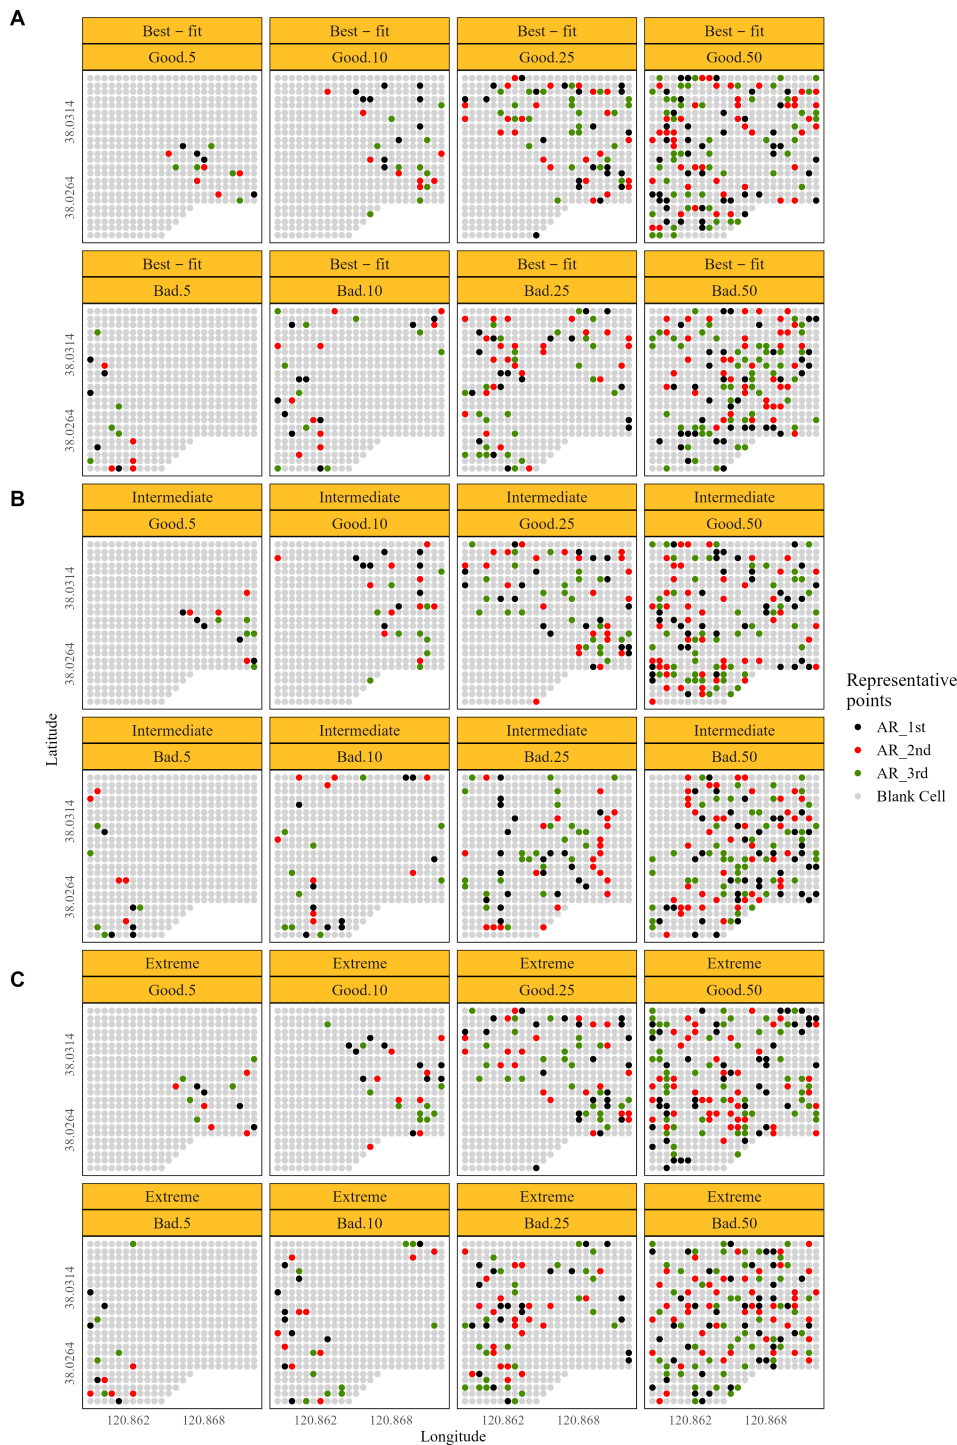 A
Best − fit Best − fit Best − fit Best − fit
Good.5 Good.10 Good.25 Good.50
38.0314
38.0264
Best − fit Best − fit Best − fit Best − fit
Bad.5 Bad.10 Bad.25 Bad.50
38.0314
38.0264
B
Intermediate Intermediate Intermediate Intermediate
Good.5 Good.10 Good.25 Good.50
38.0314
38.0264
Latitude
Representative
points
AR_1st
AR_2nd
AR_3rd
Blank Cell
Intermediate Intermediate Intermediate Intermediate
Bad.5 Bad.10 Bad.25 Bad.50
38.0314
38.0264
C
Extreme Extreme Extreme Extreme
Good.5 Good.10 Good.25 Good.50
38.0314
38.0264
Extreme Extreme Extreme Extreme
Bad.5 Bad.10 Bad.25 Bad.50
38.0314
38.0264
120.862 120.868 120.862 120.868 120.862 120.868 120.862 120.868
Longitude